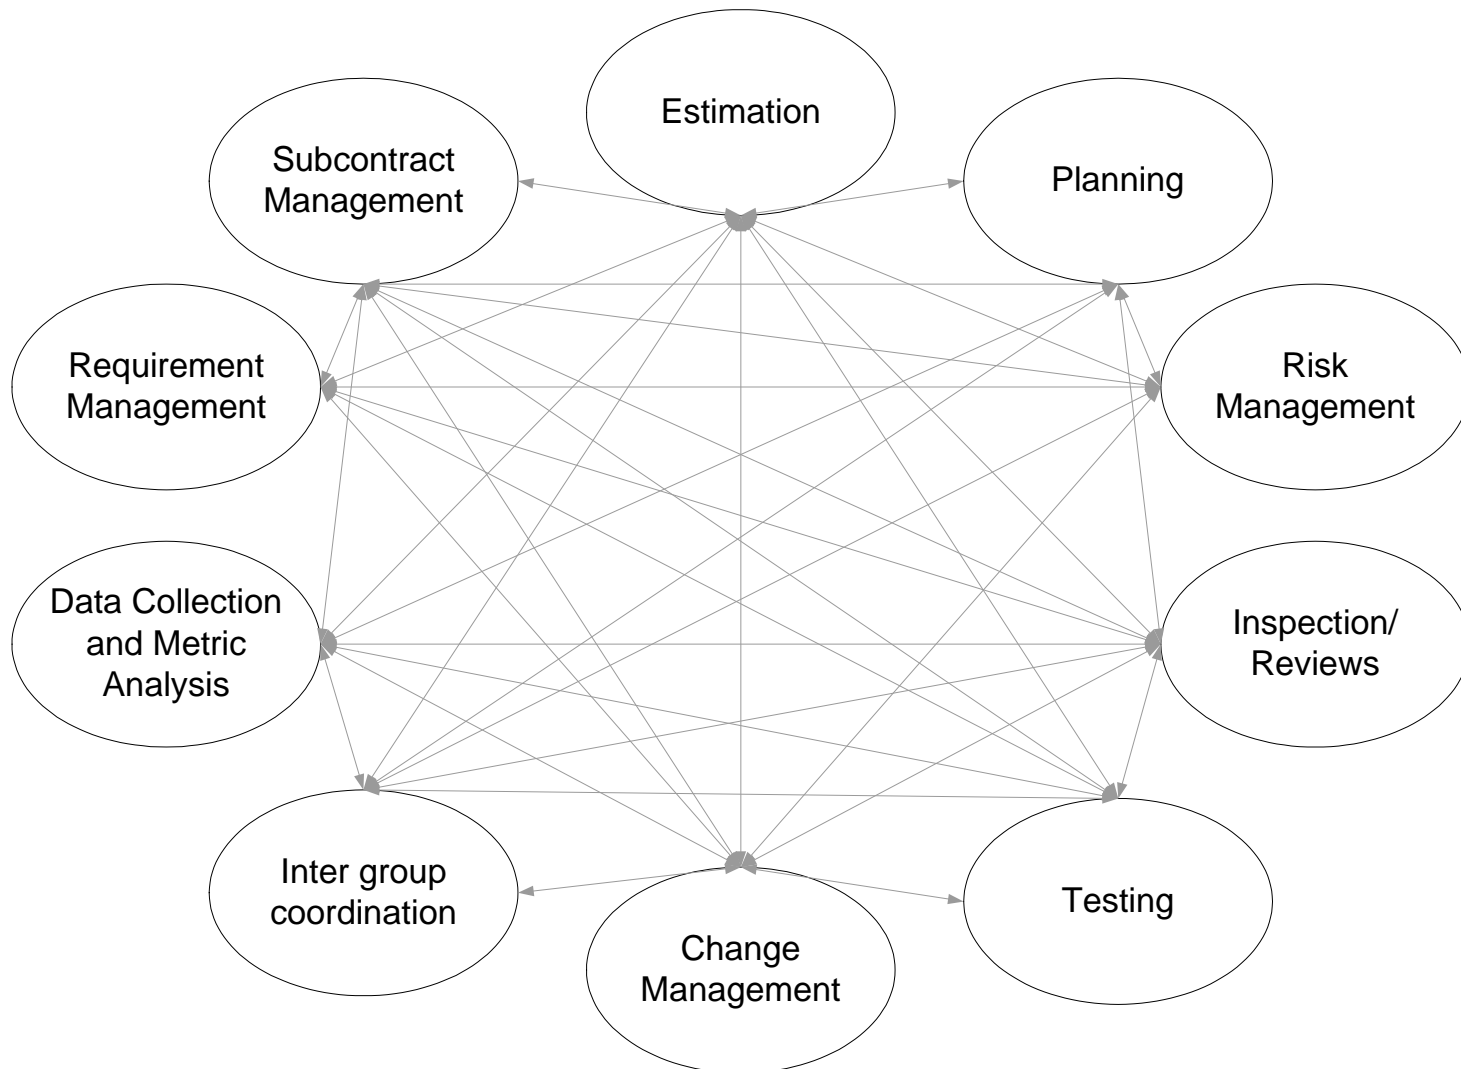 Estimation
Subcontract
Management
Planning
Requirement
Management
Risk
Management
Data Collection
and Metric
Analysis
Inspection/
Reviews
Inter group
coordination
Testing
Change
Management